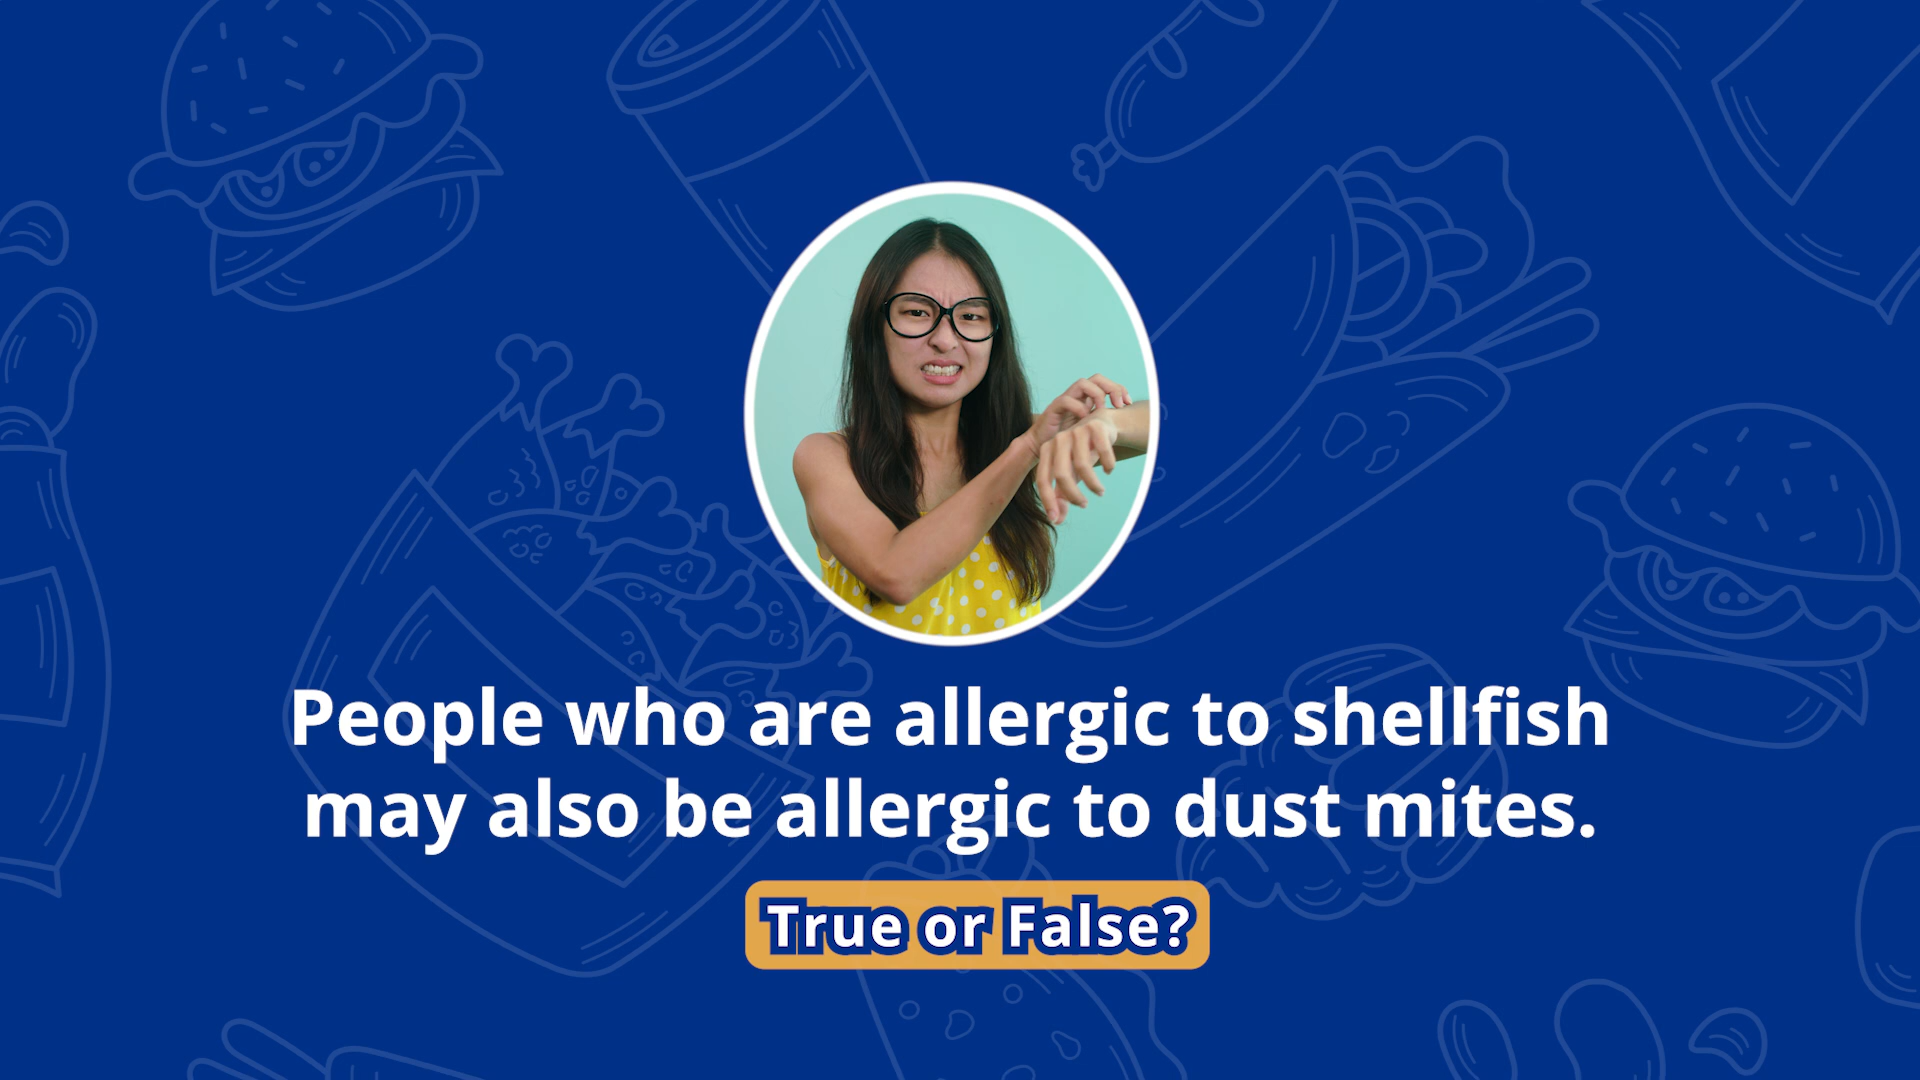 People who are allergic to shellfish
may also be allergic to dust mites.
True or False?